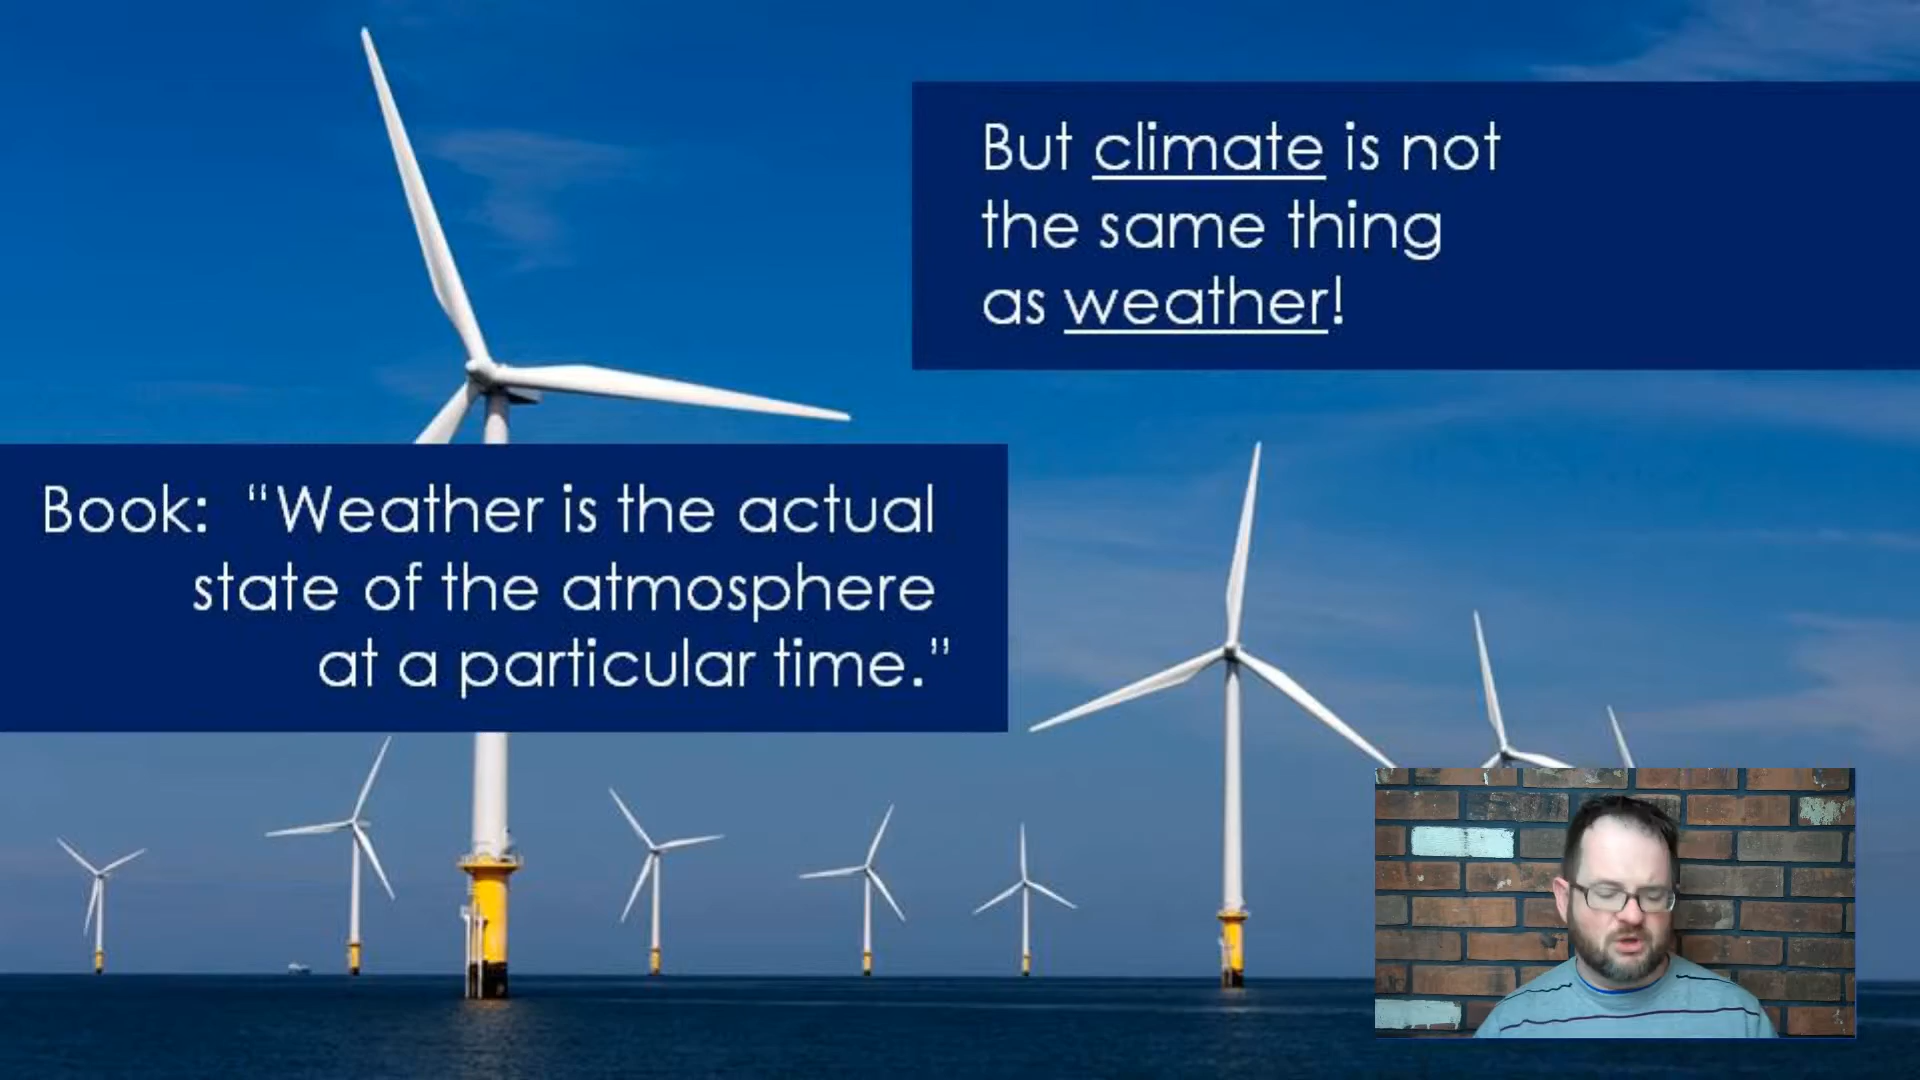 But climate is not
the same thing
as weather!
Book: “Weather is the actual
state of the atmosphere
at a particular time.”